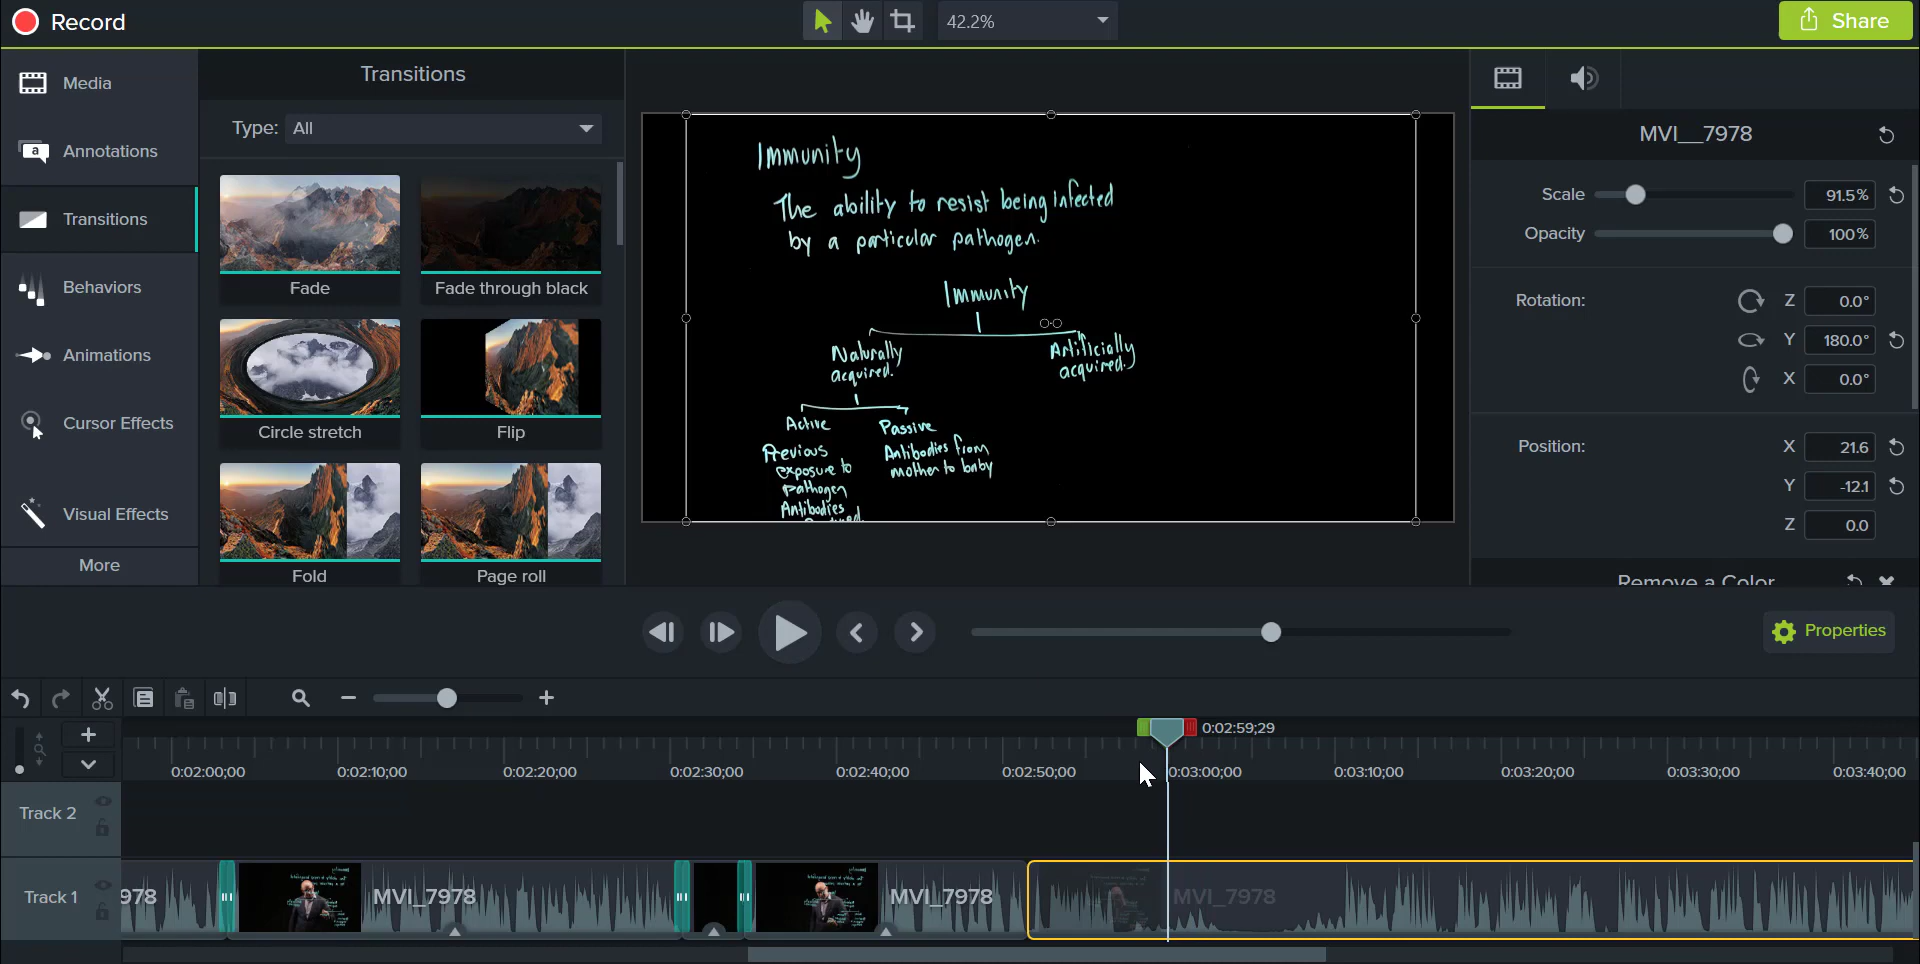 Record
42.2%
Share
Media
Annotations
Transitions
Behaviors
Animations
Cursor Effects
Visual Effects
More
Transitions
Type: All
Fade
Fade through black
Circle stretch
Flip
Fold
Page roll
Immunity
The ability to resist being infected
by a particular pathogen.
Immunity
Naturally
acquired.
Artificially
acquired.
Active
Passive
Previous
exposure to
pathogen
Antibodies
Antibodies from
mother to baby
MVI__7978
Scale 91.5%
Opacity 100%
Rotation: Z 0.0°
Y 180.0°
X 0.0°
Position: X 21.6
Y -12.1
Z 0.0
Remove a Color
Properties
0:02:59;29
0:02:00;00 0:02:10;00 0:02:20;00 0:02:30;00 0:02:40;00 0:02:50;00 0:03:00;00 0:03:10;00 0:03:20;00 0:03:30;00 0:03:40;00
Track 2
Track 1
978 MVI_7978 MVI_7978 MVI_7978